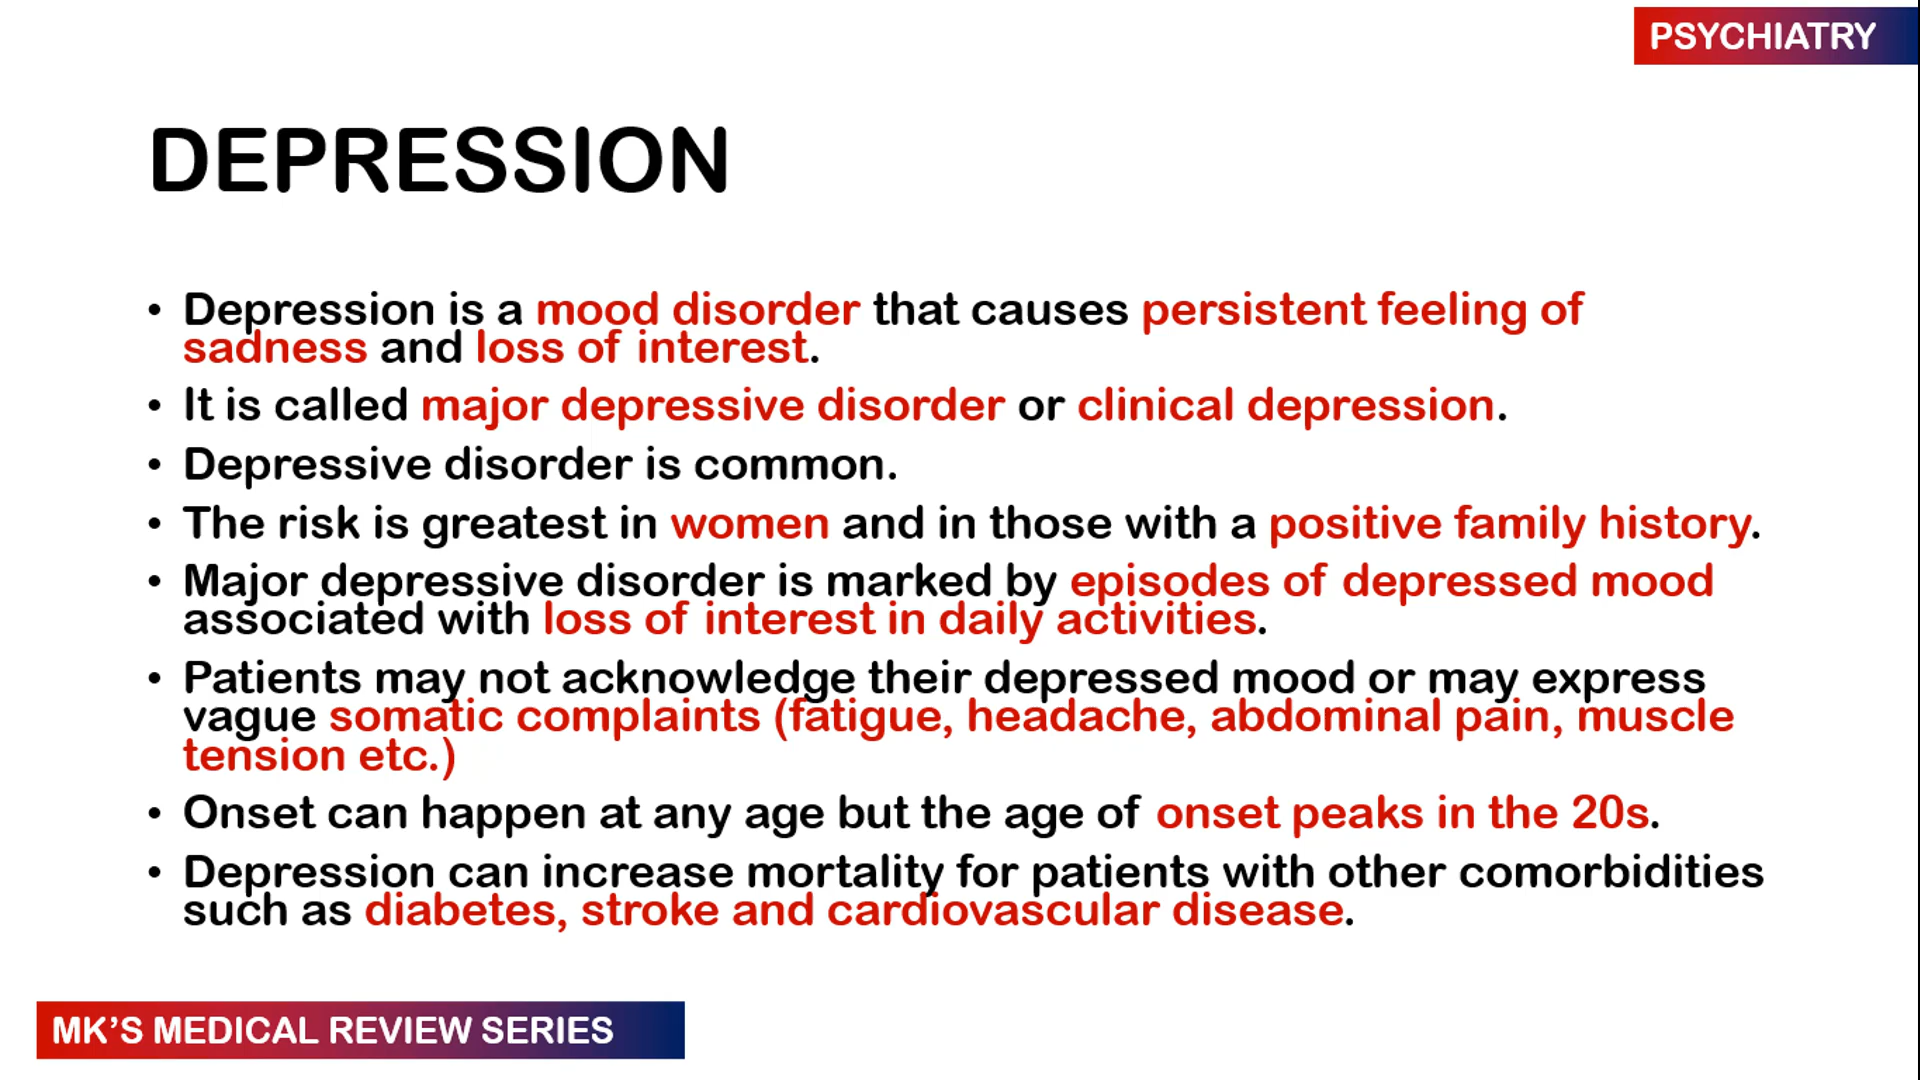 PSYCHIATRY
DEPRESSION
• Depression is a mood disorder that causes persistent feeling of
sadness and loss of interest.
• It is called major depressive disorder or clinical depression.
• Depressive disorder is common.
• The risk is greatest in women and in those with a positive family history.
• Major depressive disorder is marked by episodes of depressed mood
associated with loss of interest in daily activities.
• Patients may not acknowledge their depressed mood or may express
vague somatic complaints (fatigue, headache, abdominal pain, muscle
tension etc.)
• Onset can happen at any age but the age of onset peaks in the 20s.
• Depression can increase mortality for patients with other comorbidities
such as diabetes, stroke and cardiovascular disease.
MK'S MEDICAL REVIEW SERIES